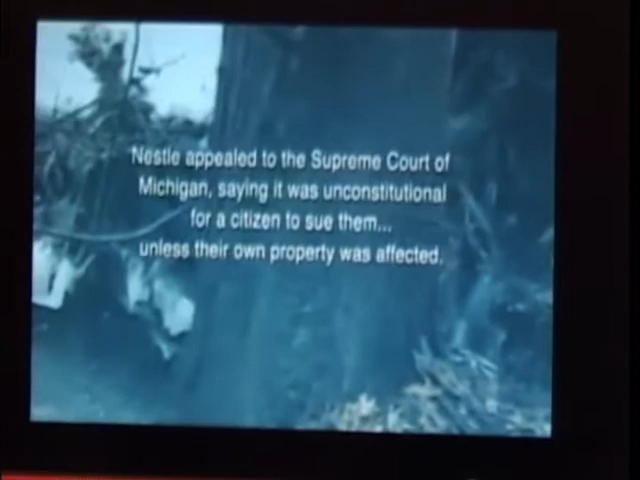 Nestle appealed to the Supreme Court of
Michigan, saying it was unconstitutional
for a citizen to sue them...
unless their own property was affected.